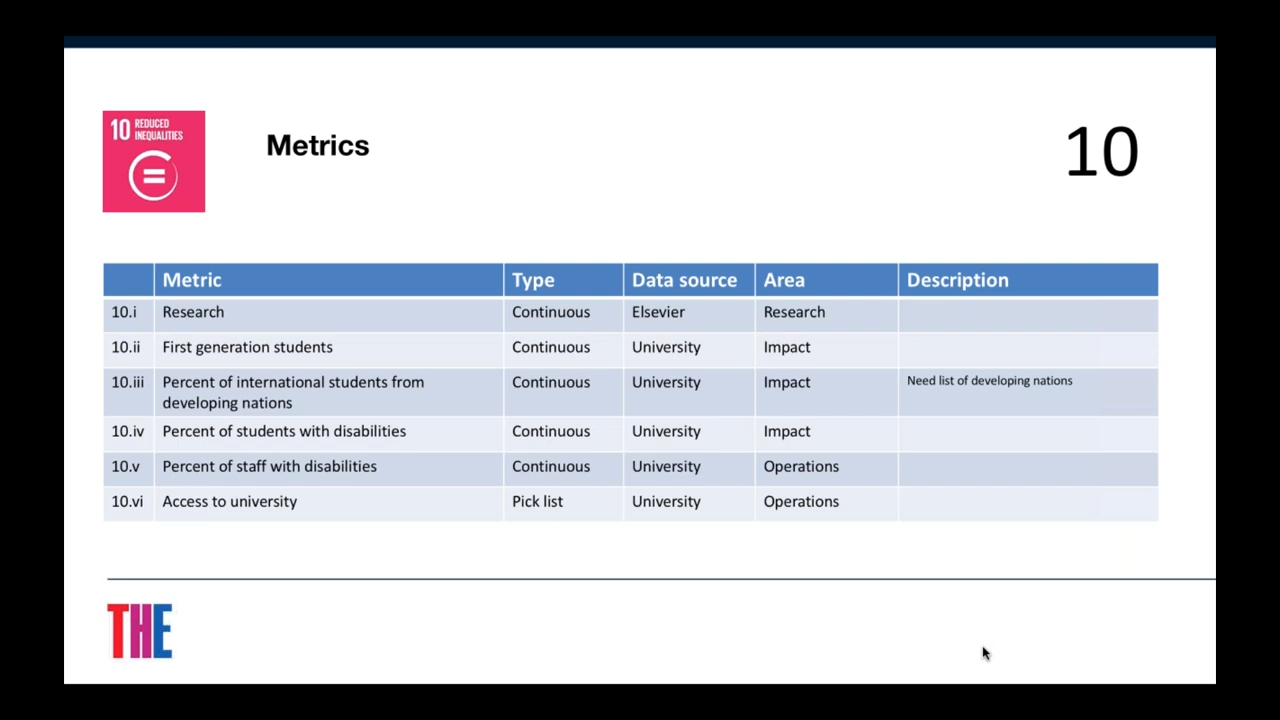 10 REDUCED
INEQUALITIES
Metrics
10
Metric Type Data source Area Description
10.i Research Continuous Elsevier Research
10.ii First generation students Continuous University Impact
10.iii Percent of international students from Continuous University Impact Need list of developing nations
developing nations
10.iv Percent of students with disabilities Continuous University Impact
10.v Percent of staff with disabilities Continuous University Operations
10.vi Access to university Pick list University Operations
THE